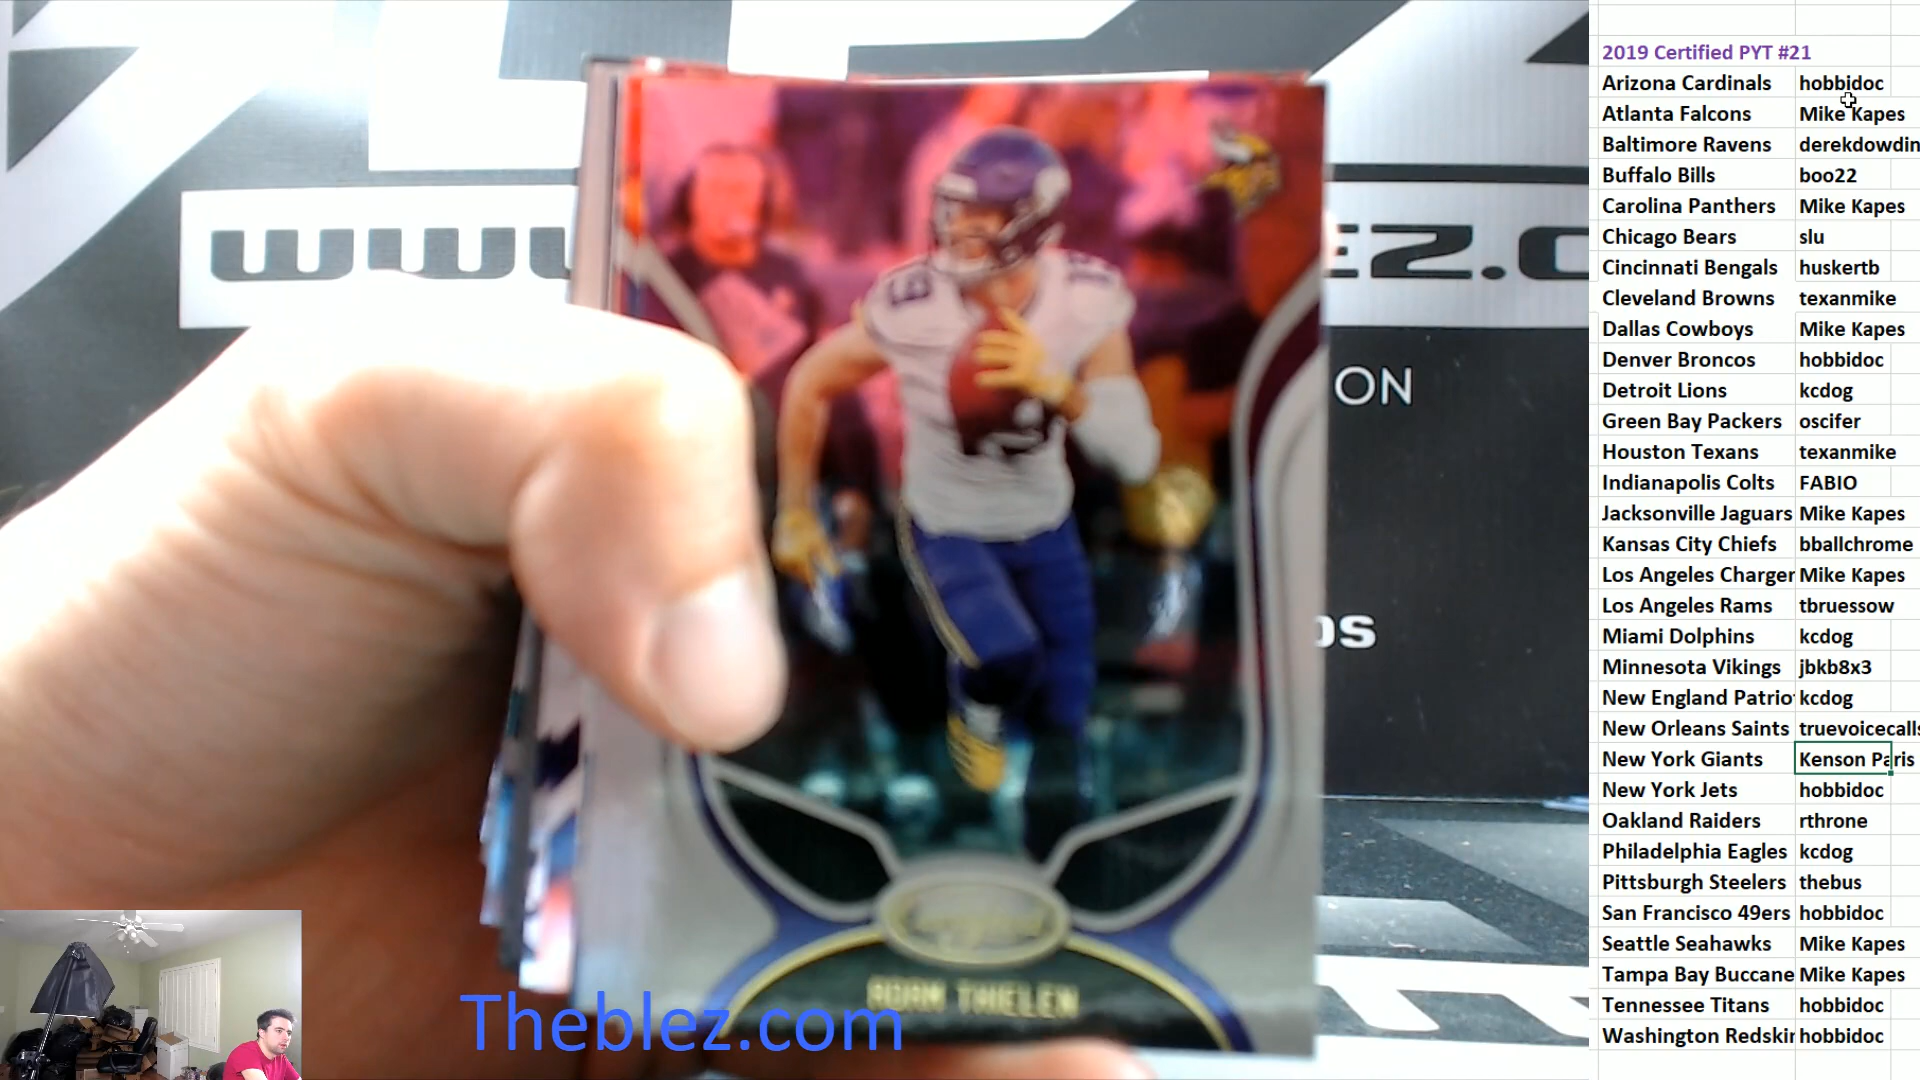 2019 Certified PYT #21
Arizona Cardinals hobbidoc
Atlanta Falcons Mike Kapes
Baltimore Ravens derekdowdin
Buffalo Bills boo22
Carolina Panthers Mike Kapes
Chicago Bears slu
Cincinnati Bengals huskertb
Cleveland Browns texanmike
Dallas Cowboys Mike Kapes
Denver Broncos hobbidoc
Detroit Lions kcdog
Green Bay Packers oscifer
Houston Texans texanmike
Indianapolis Colts FABIO
Jacksonville Jaguars Mike Kapes
Kansas City Chiefs bballchrome
Los Angeles Charger Mike Kapes
Los Angeles Rams tbruessow
Miami Dolphins kcdog
Minnesota Vikings jbkb8x3
New England Patrio kcdog
New Orleans Saints truevoicecalls
New York Giants Kenson Paris
New York Jets hobbidoc
Oakland Raiders rthrone
Philadelphia Eagles kcdog
Pittsburgh Steelers thebus
San Francisco 49ers hobbidoc
Seattle Seahawks Mike Kapes
Tampa Bay Buccane Mike Kapes
Tennessee Titans hobbidoc
Washington Redskin hobbidoc
WWW
EZ.C
ON
OS
19
ADAM THIELEN
Theblez.com